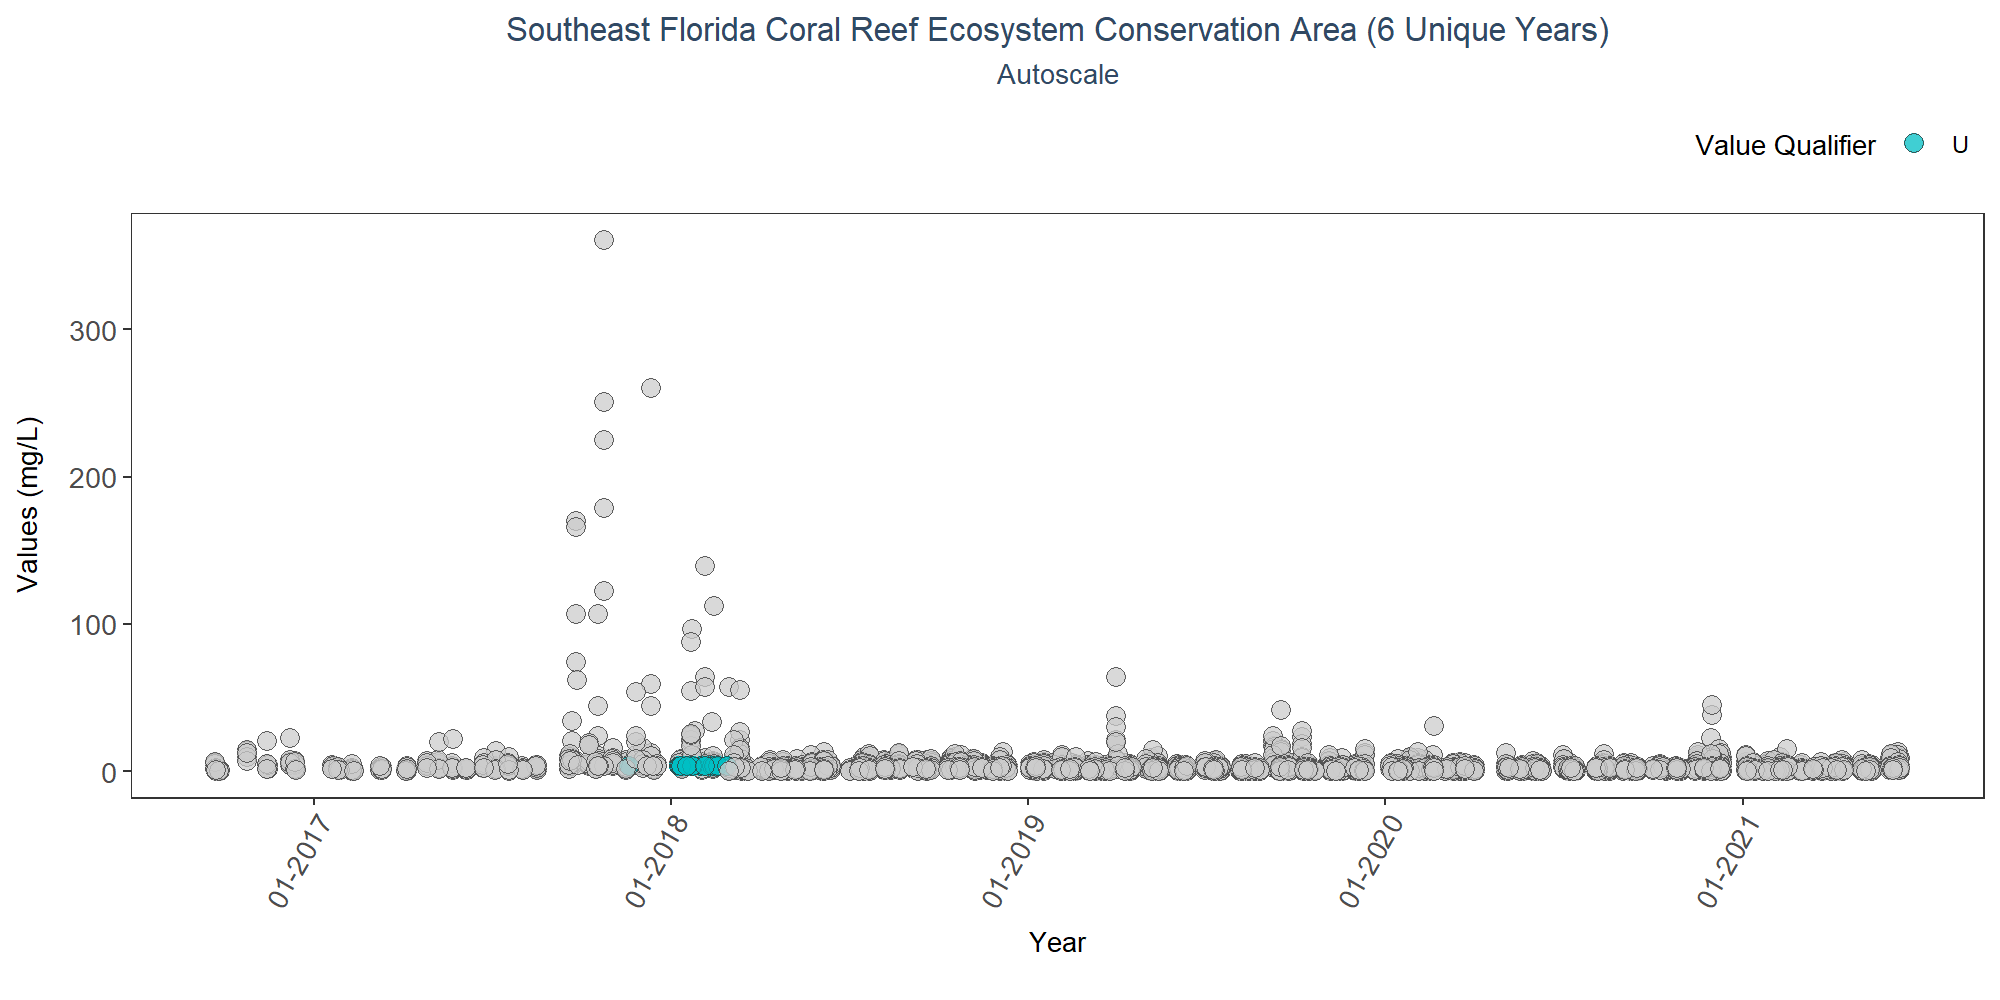 Southeast Florida Coral Reef Ecosystem Conservation Area (6 Unique Years)
Autoscale
Value Qualifier U
Values (mg/L)
300
200
100
0
01-2017
01-2018
01-2019
01-2020
01-2021
Year